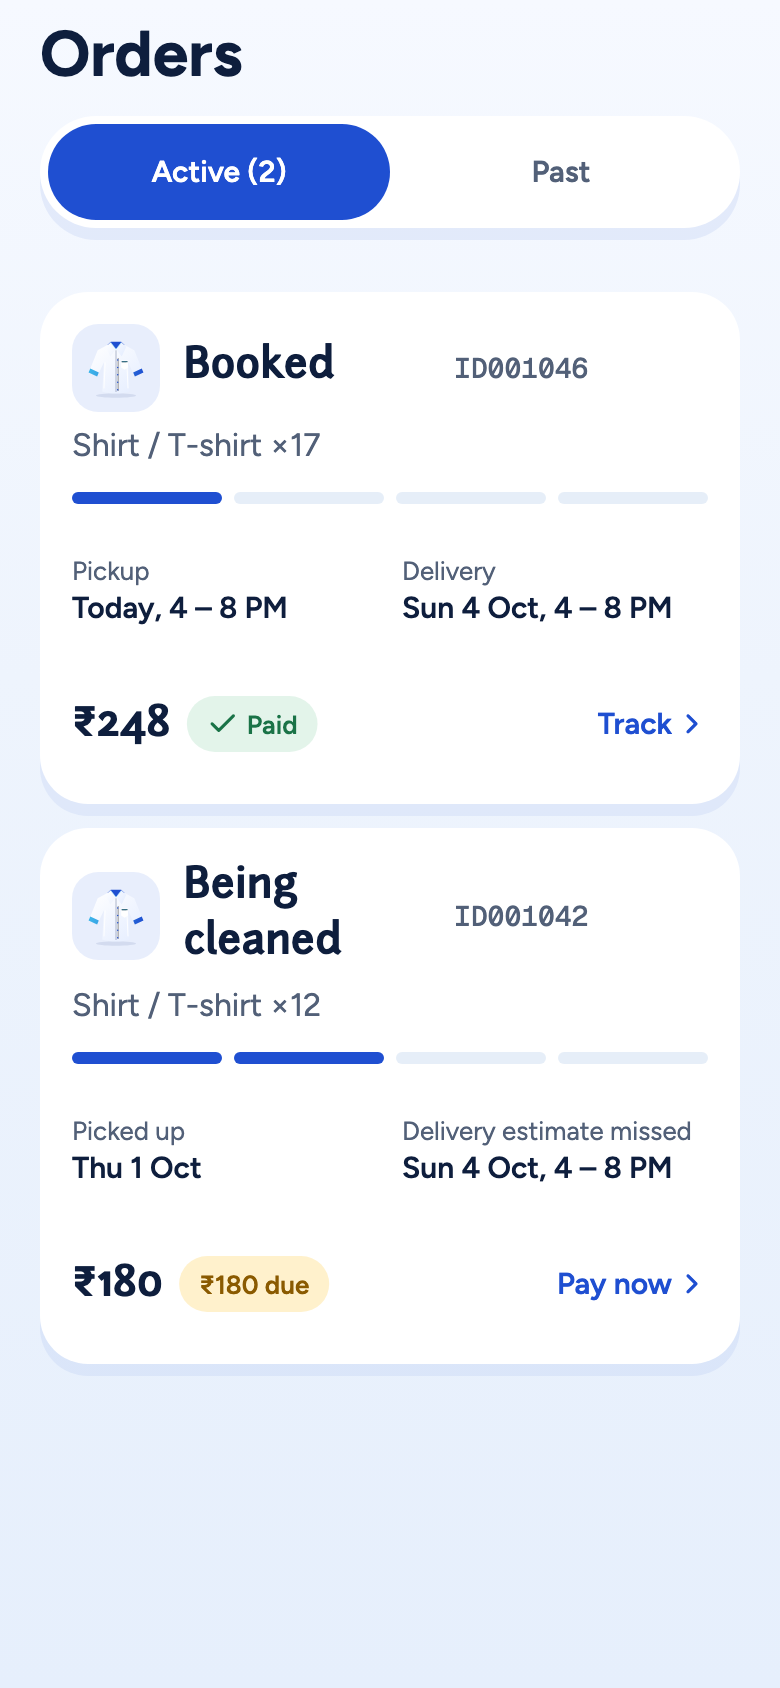 Orders
Active (2)
Past
Booked
ID001046
Shirt / T-shirt ×17
Pickup
Delivery
Today, 4 – 8 PM
Sun 4 Oct, 4 – 8 PM
₹248
Paid
Track
Being
cleaned
ID001042
Shirt / T-shirt ×12
Picked up
Delivery estimate missed
Thu 1 Oct
Sun 4 Oct, 4 – 8 PM
₹180
₹180 due
Pay now